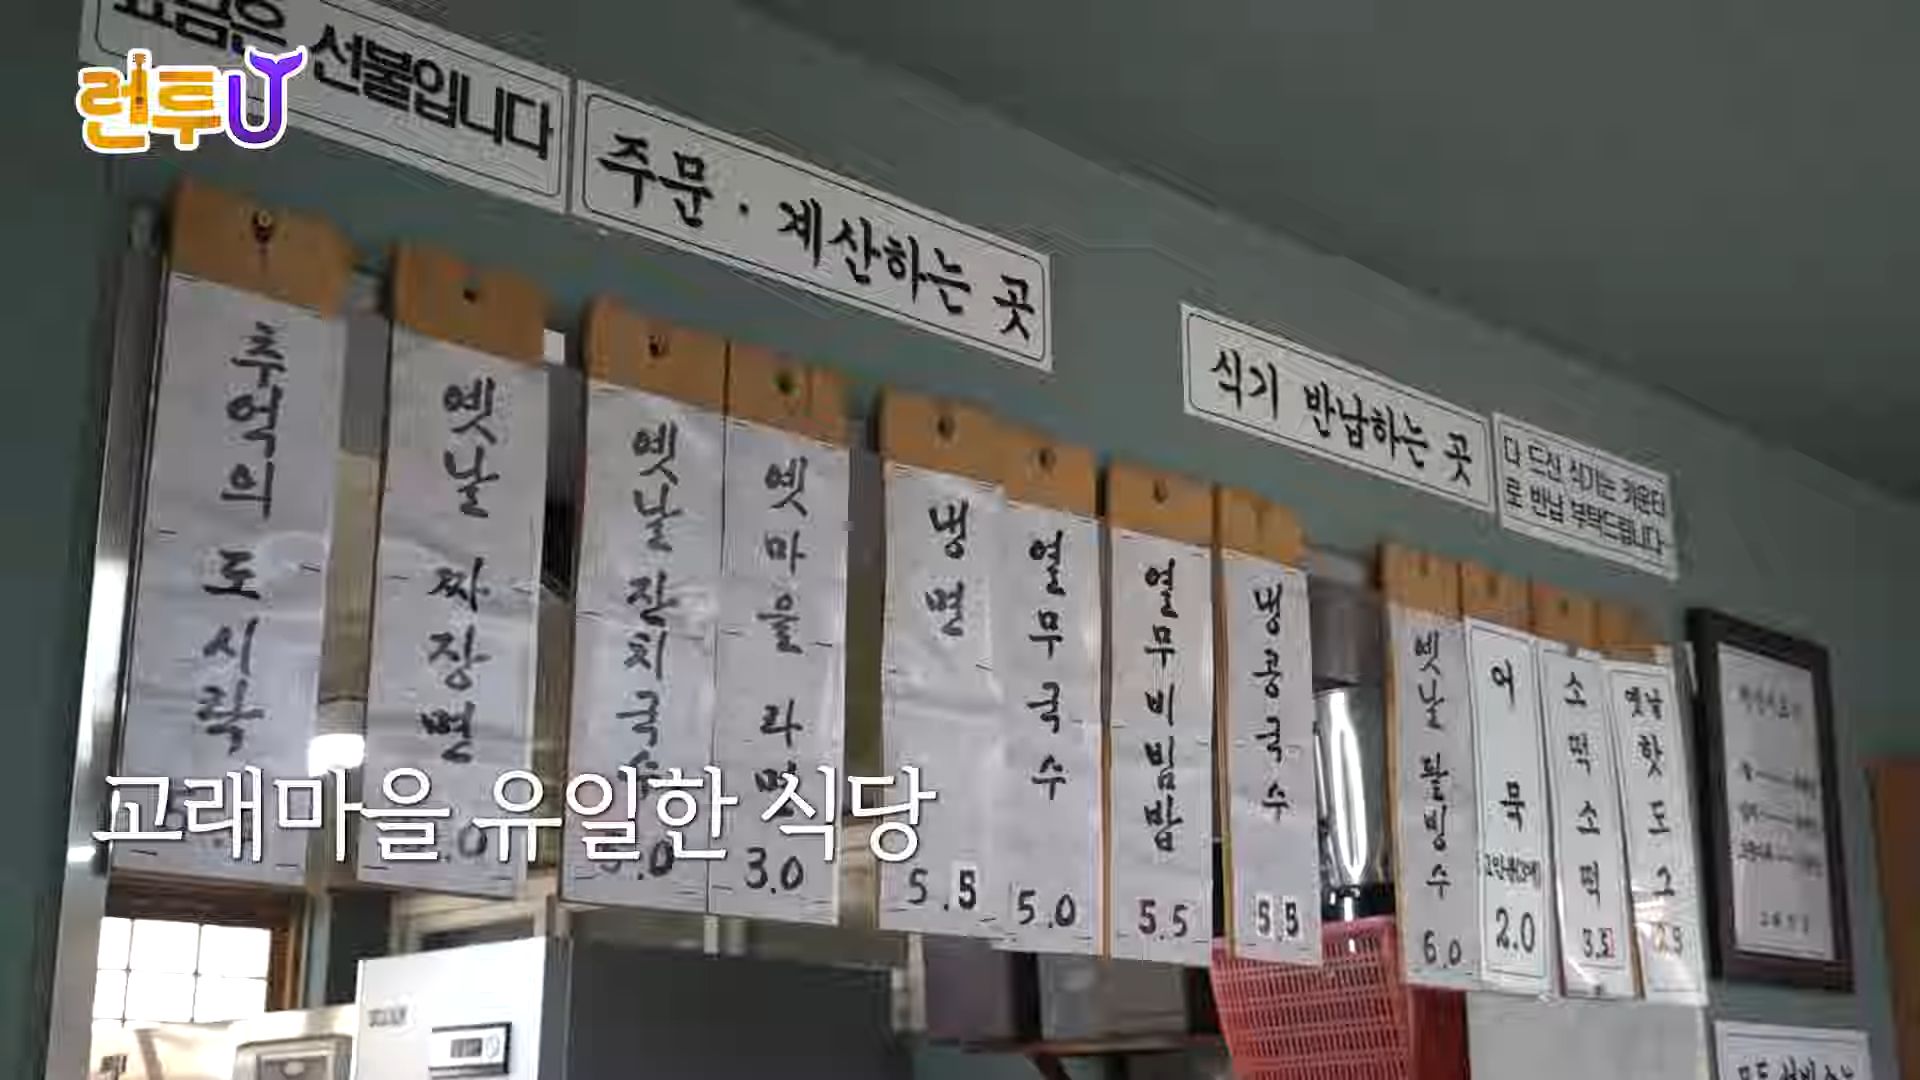 런투U
선물입니다
주문 · 계산하는 곳
식기 반납하는 곳
다 드신 식기는 카운터
로 반납 부탁드립니다
추억의 도시락
옛날 짜장면
옛날 잔치국수
옛마을 라면
3.0
냉면
5.5
열무국수
5.0
열무비빔밥
5.5
냉콩국수
5.5
옛날팥빙수
6.0
어묵
2.0
소떡소떡
3.5
옛날핫도그
2.5
고래마을 유일한 식당